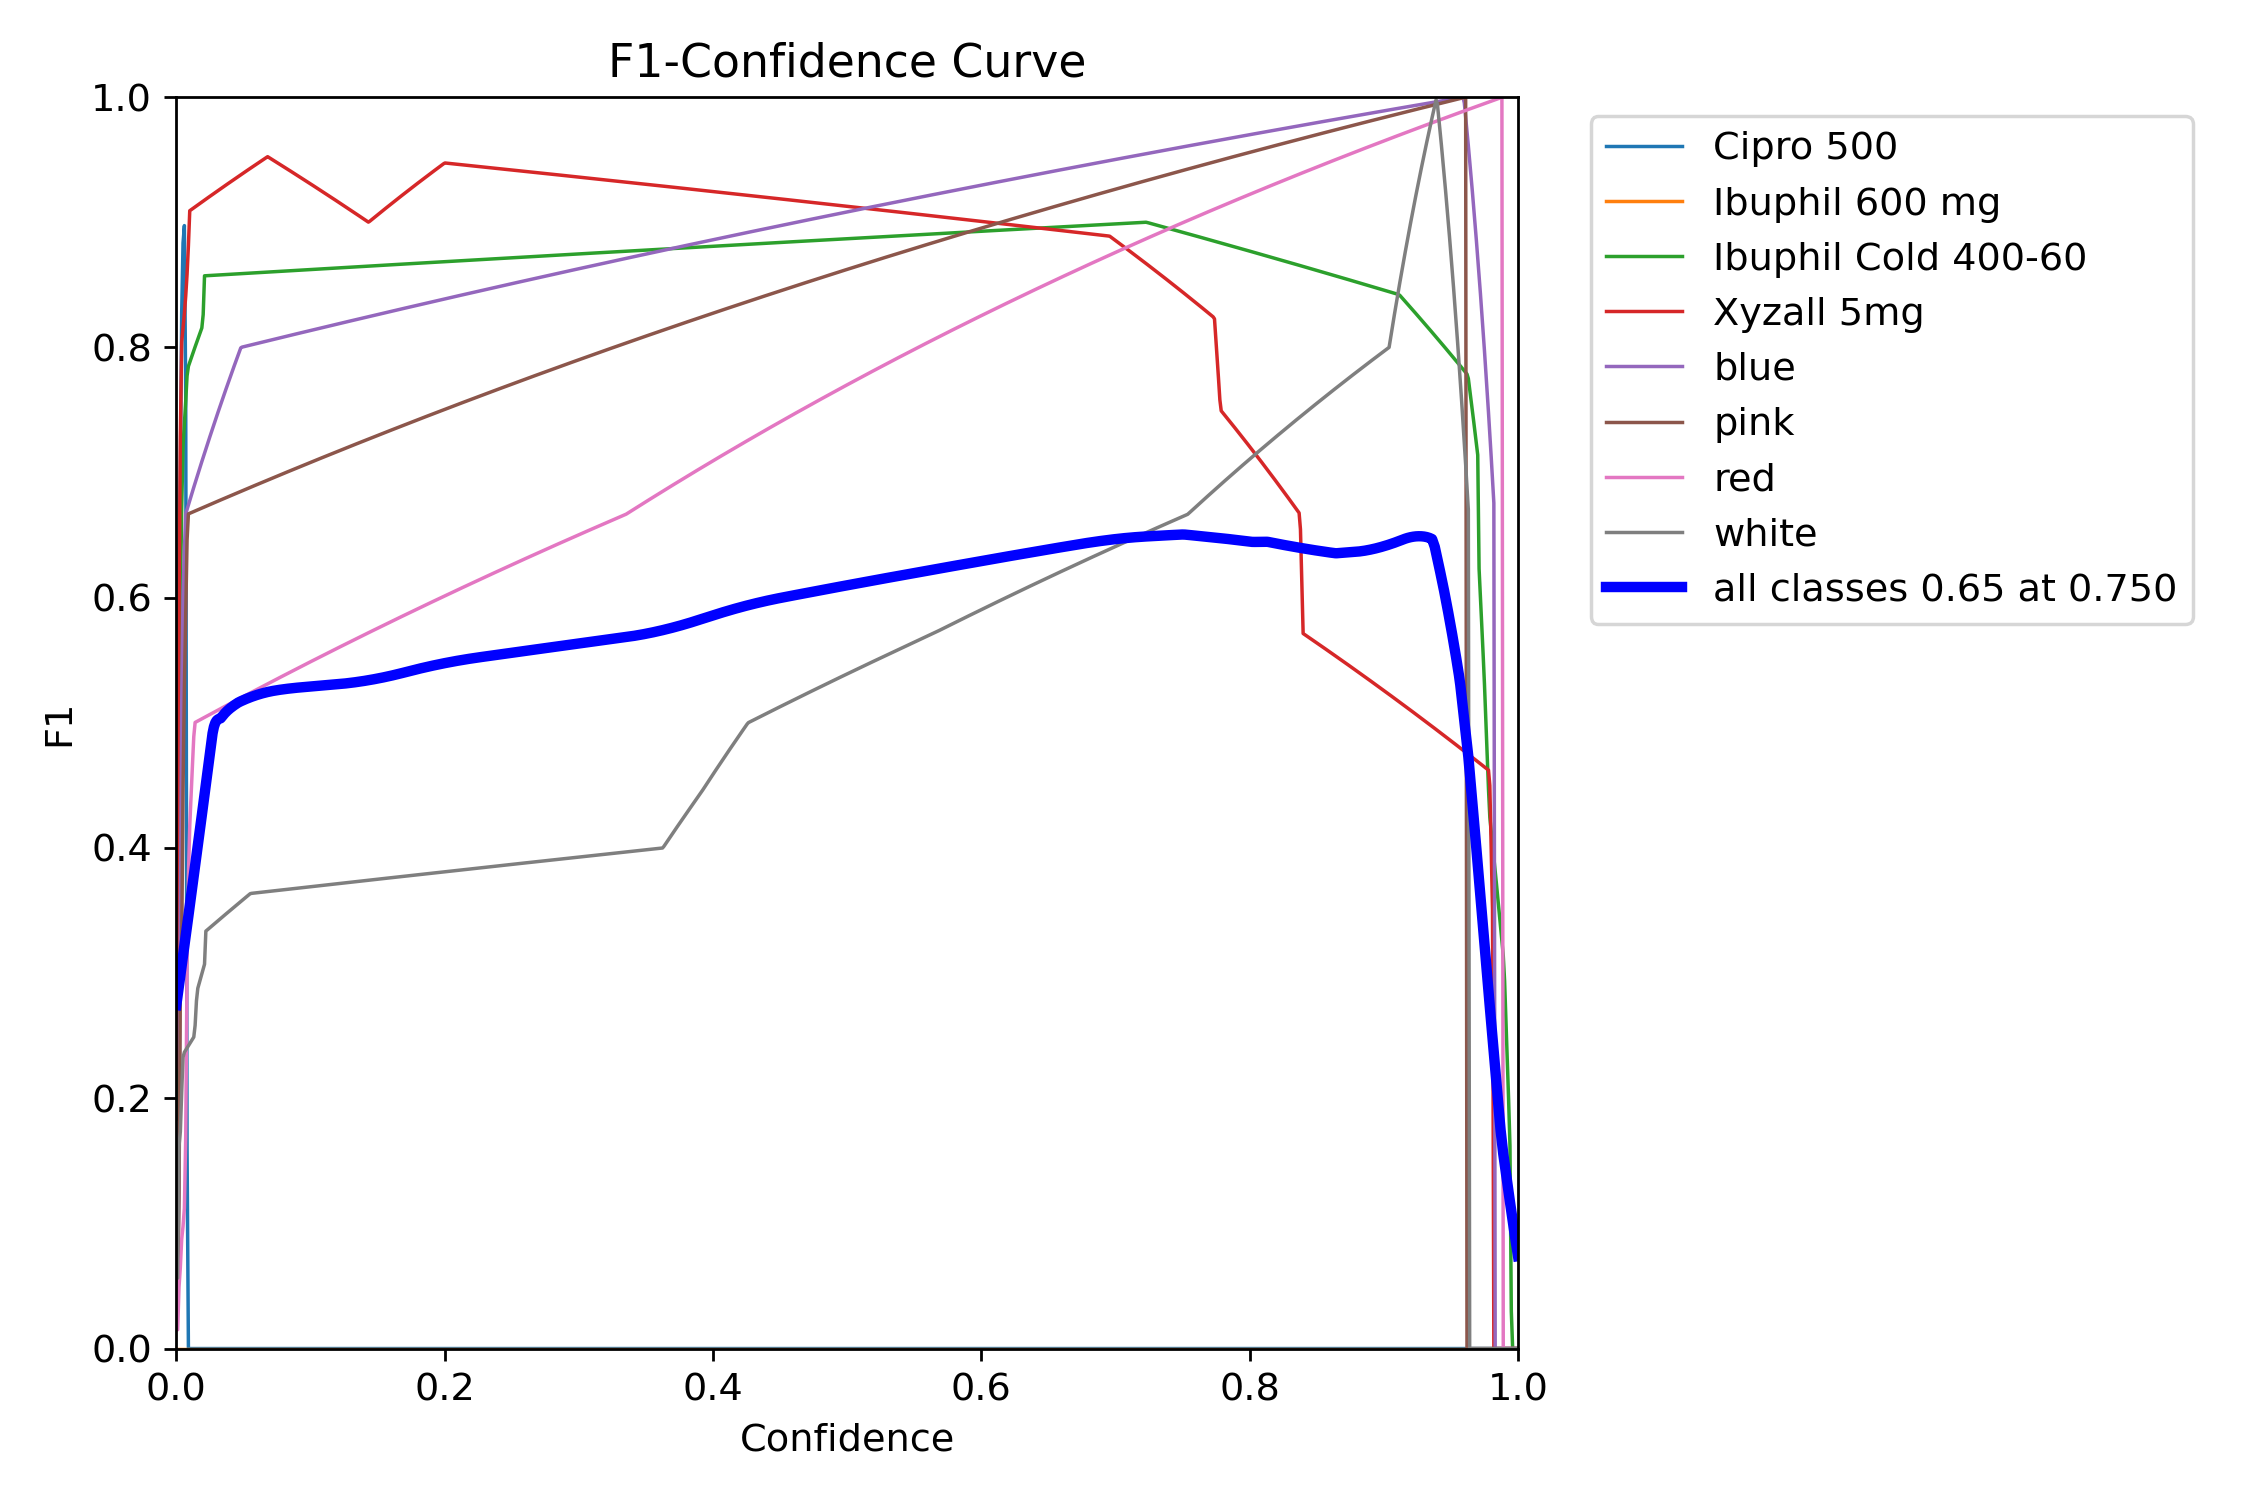 F1-Confidence Curve
1.0
0.8
0.6
0.4
0.2
0.0
F1
0.0 0.2 0.4 0.6 0.8 1.0
Confidence
Cipro 500
Ibuphil 600 mg
Ibuphil Cold 400-60
Xyzall 5mg
blue
pink
red
white
all classes 0.65 at 0.750